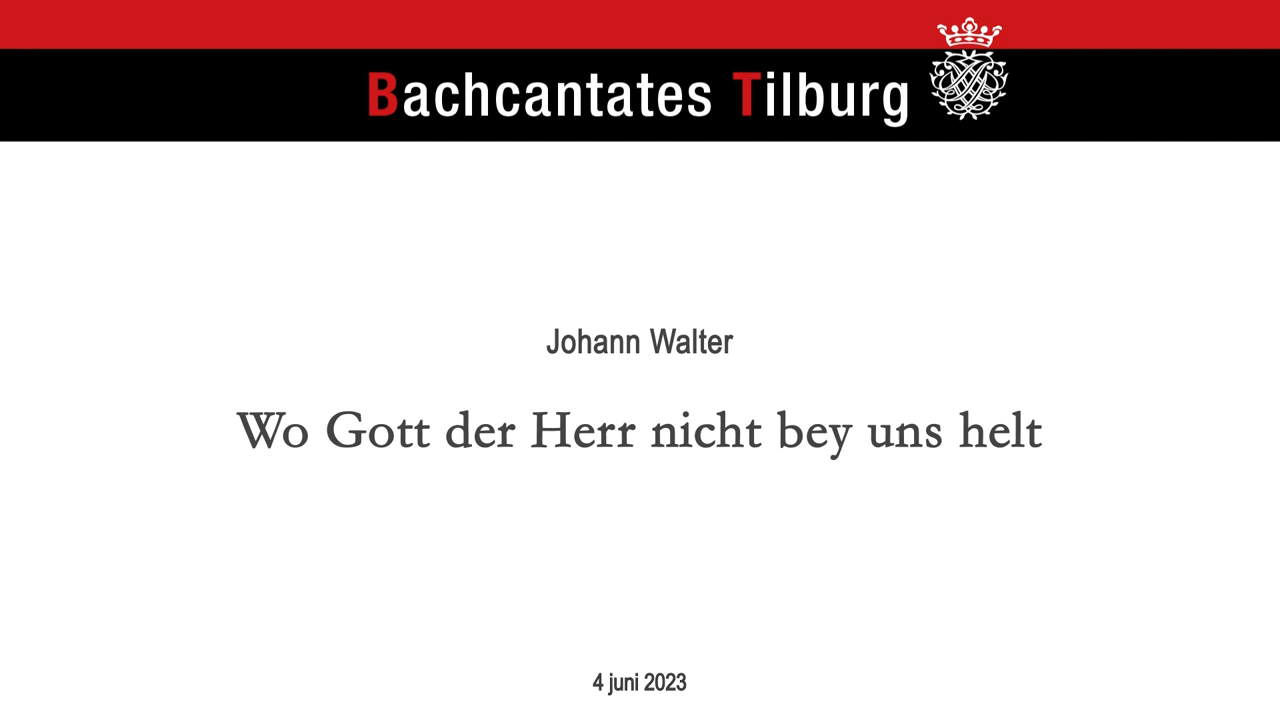 Bachcantates Tilburg
Johann Walter
Wo Gott der Herr nicht bey uns helt
4 juni 2023